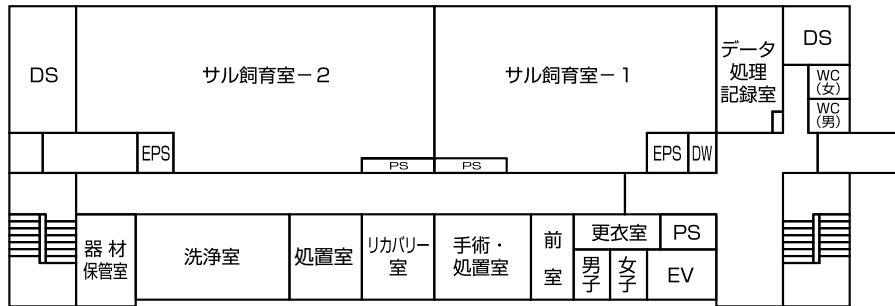 DS
サル飼育室－2
サル飼育室－1
データ
処理
記録室
DS
WC
(女)
WC
(男)
EPS
PS
PS
EPS
DW
器材
保管室
洗浄室
処置室
リカバリー
室
手術・
処置室
前
室
更衣室
男子
女子
PS
EV